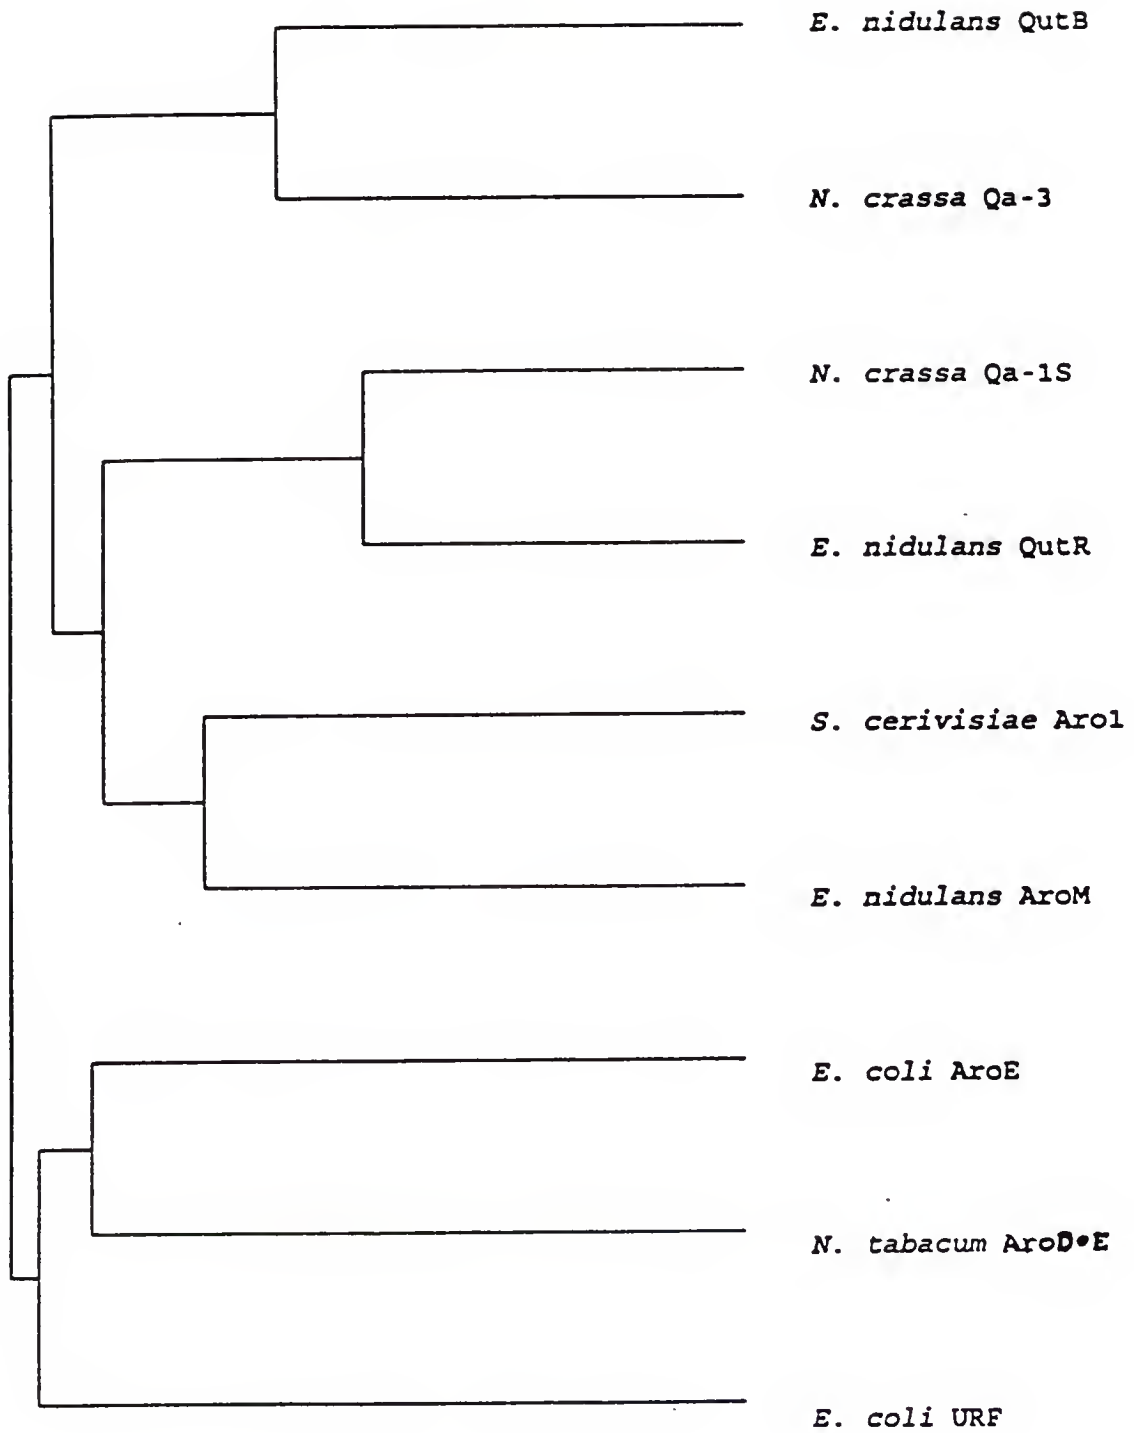 E. nidulans QutB
N. crassa Qa-3
N. crassa Qa-1S
E. nidulans QutR
S. cerivisiae Aro1
E. nidulans AroM
E. coli AroE
N. tabacum AroD•E
E. coli URF